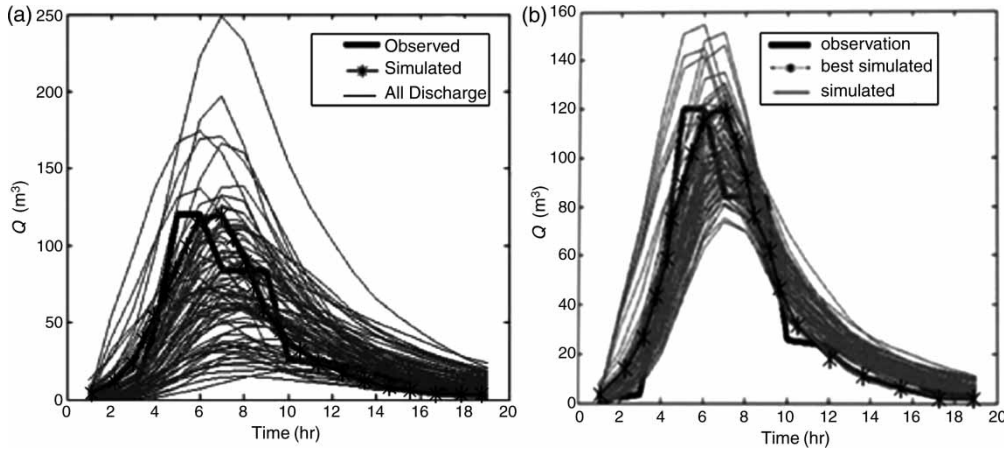 (a)
250
200
150
100
50
0
Q (m³)
Observed
Simulated
All Discharge
0 2 4 6 8 10 12 14 16 18 20
Time (hr)
(b)
160
140
120
100
80
60
40
20
0
Q (m³)
observation
best simulated
simulated
0 2 4 6 8 10 12 14 16 18 20
Time (hr)